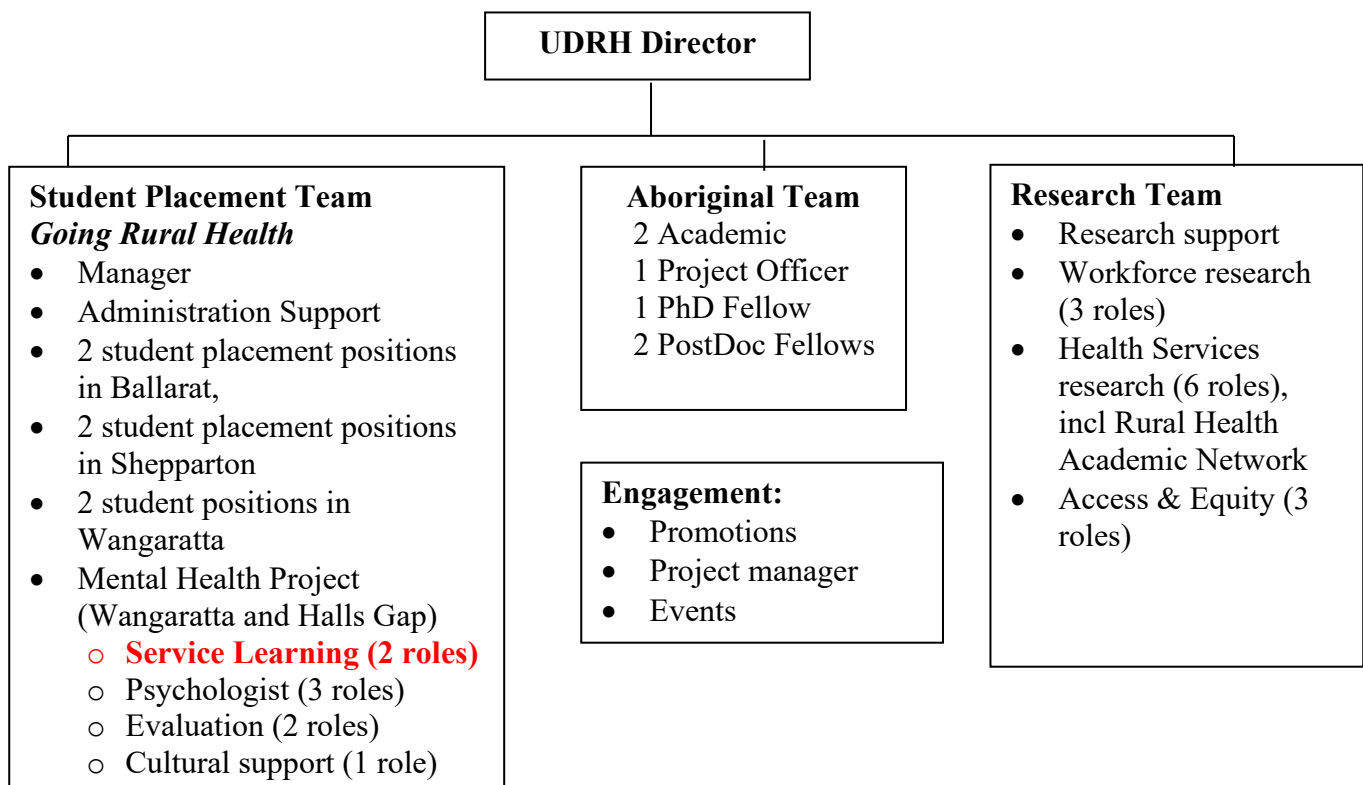 UDRH Director
Student Placement Team
Going Rural Health
• Manager
• Administration Support
• 2 student placement positions
in Ballarat,
• 2 student placement positions
in Shepparton
• 2 student positions in
Wangaratta
• Mental Health Project
(Wangaratta and Halls Gap)
o Service Learning (2 roles)
o Psychologist (3 roles)
o Evaluation (2 roles)
o Cultural support (1 role)
Aboriginal Team
2 Academic
1 Project Officer
1 PhD Fellow
2 PostDoc Fellows
Engagement:
• Promotions
• Project manager
• Events
Research Team
• Research support
• Workforce research
(3 roles)
• Health Services
research (6 roles),
incl Rural Health
Academic Network
• Access & Equity (3
roles)